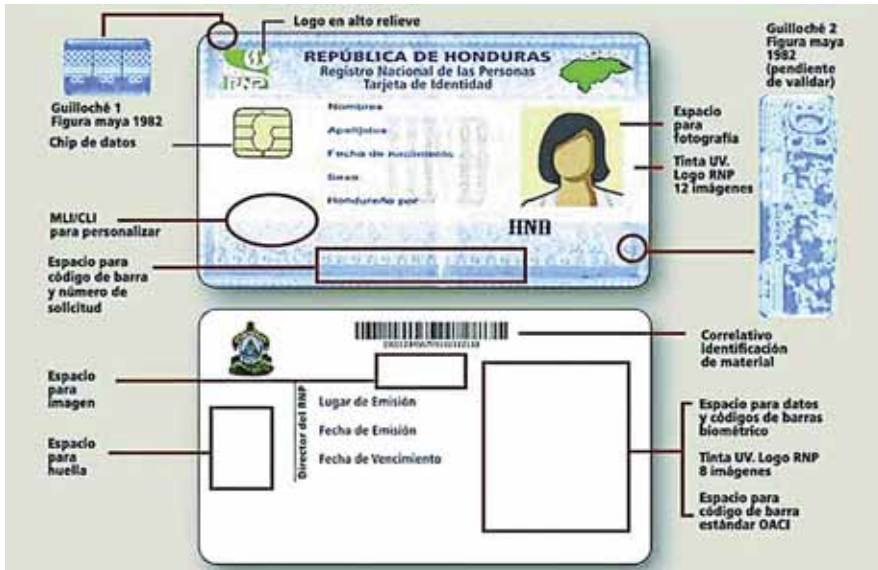 Logo en alto relieve
Guilloché 1
Figura maya 1982
Chip de datos
MLI/CLI
para personalizar
Espacio para
código de barra
y número de
solicitud
RNP
REPÚBLICA DE HONDURAS
Registro Nacional de las Personas
Tarjeta de Identidad
Nombres
Apellidos
Fecha de nacimiento
Sexo
Hondureño por
HND
Guilloché 2
Figura maya
1982
(pendiente
de validar)
Espacio
para
fotografía
Tinta UV.
Logo RNP
12 imágenes
Espacio
para
imagen
Espacio
para
huella
Director del RNP
Lugar de Emisión
Fecha de Emisión
Fecha de Vencimiento
Correlativo
identificación
de material
Espacio para datos
y códigos de barras
biométrico
Tinta UV. Logo RNP
8 imágenes
Espacio para
código de barra
estándar OACI